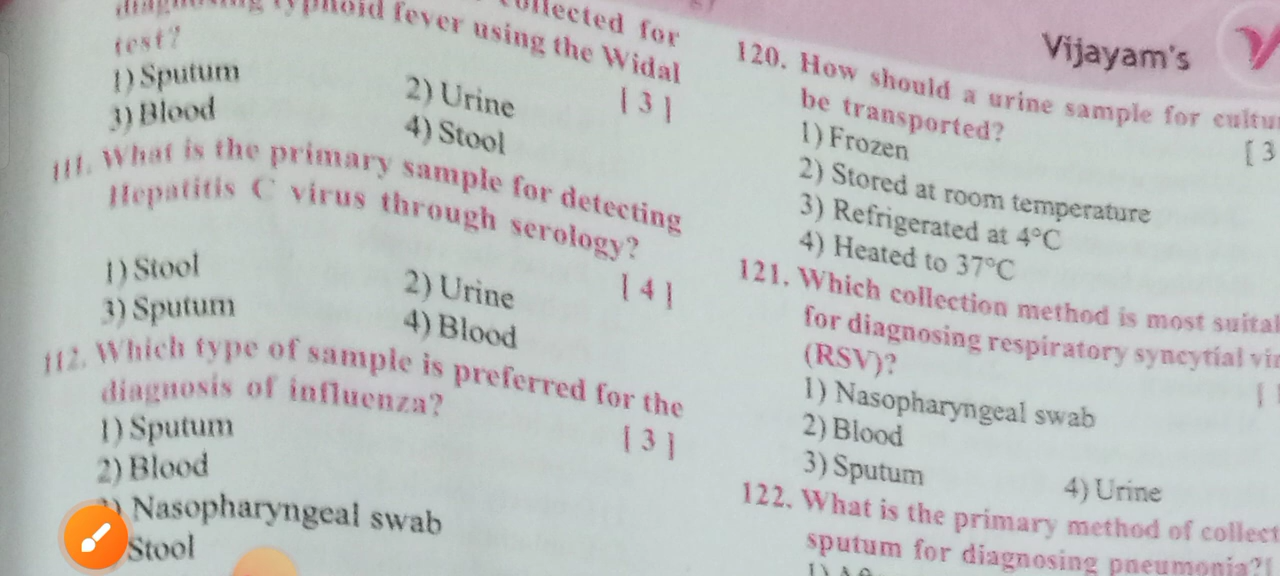 collected for
diagnosing typhoid fever using the Widal
test? [ 3 ]
1) Sputum 2) Urine
3) Blood 4) Stool
111. What is the primary sample for detecting
Hepatitis C virus through serology?
[ 4 ]
1) Stool 2) Urine
3) Sputum 4) Blood
112. Which type of sample is preferred for the
diagnosis of influenza? [ 3 ]
1) Sputum
2) Blood
3) Nasopharyngeal swab
Stool
Vijayam's
120. How should a urine sample for cultu
be transported? [ 3
1) Frozen
2) Stored at room temperature
3) Refrigerated at 4°C
4) Heated to 37°C
121. Which collection method is most suita
for diagnosing respiratory syncytial vi
(RSV)? [
1) Nasopharyngeal swab
2) Blood
3) Sputum 4) Urine
122. What is the primary method of collect
sputum for diagnosing pneumonia? [
1)